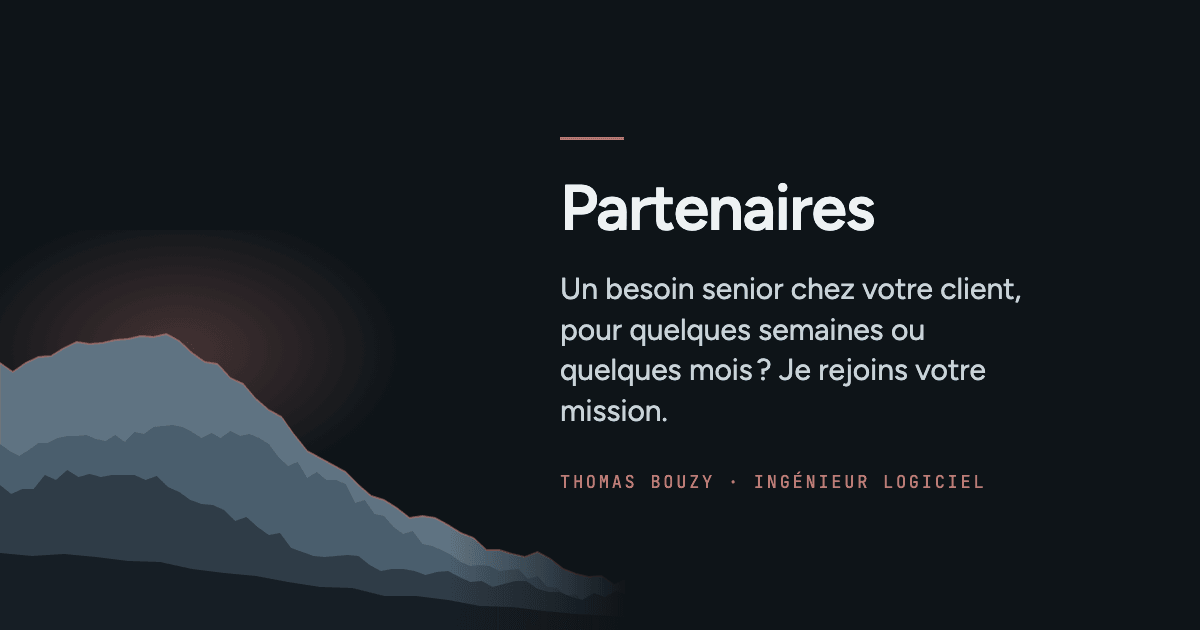 Partenaires
Un besoin senior chez votre client,
pour quelques semaines ou
quelques mois ? Je rejoins votre
mission.
THOMAS BOUZY · INGÉNIEUR LOGICIEL